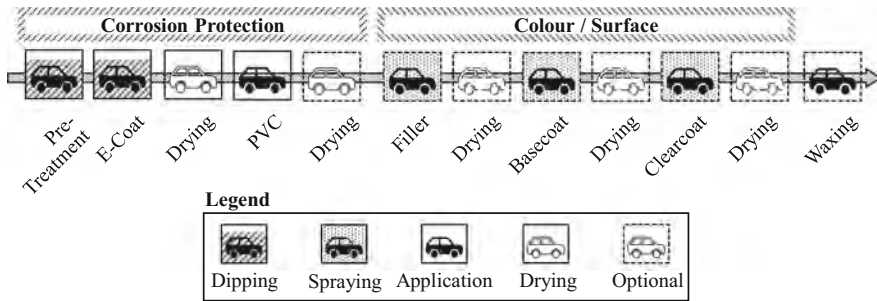 Corrosion Protection
Colour / Surface
Pre-
Treatment
E-Coat
Drying
PVC
Drying
Filler
Drying
Basecoat
Drying
Clearcoat
Drying
Waxing
Legend
Dipping
Spraying
Application
Drying
Optional